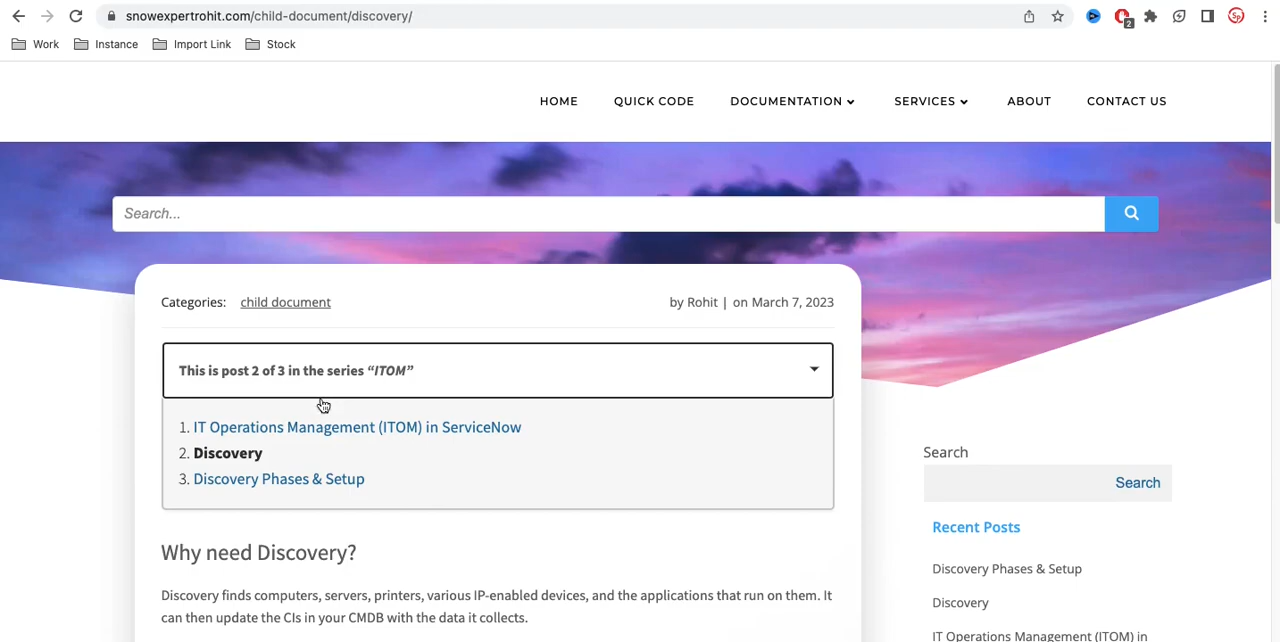 snowexpertrohit.com/child-document/discovery/
2
Sp
Work Instance Import Link Stock
HOME QUICK CODE DOCUMENTATION SERVICES ABOUT CONTACT US
Search...
Categories: child document by Rohit | on March 7, 2023
This is post 2 of 3 in the series “ITOM”
1. IT Operations Management (ITOM) in ServiceNow
2. Discovery
3. Discovery Phases & Setup
Why need Discovery?
Discovery finds computers, servers, printers, various IP-enabled devices, and the applications that run on them. It
can then update the CIs in your CMDB with the data it collects.
Search
Search
Recent Posts
Discovery Phases & Setup
Discovery
IT Operations Management (ITOM) in